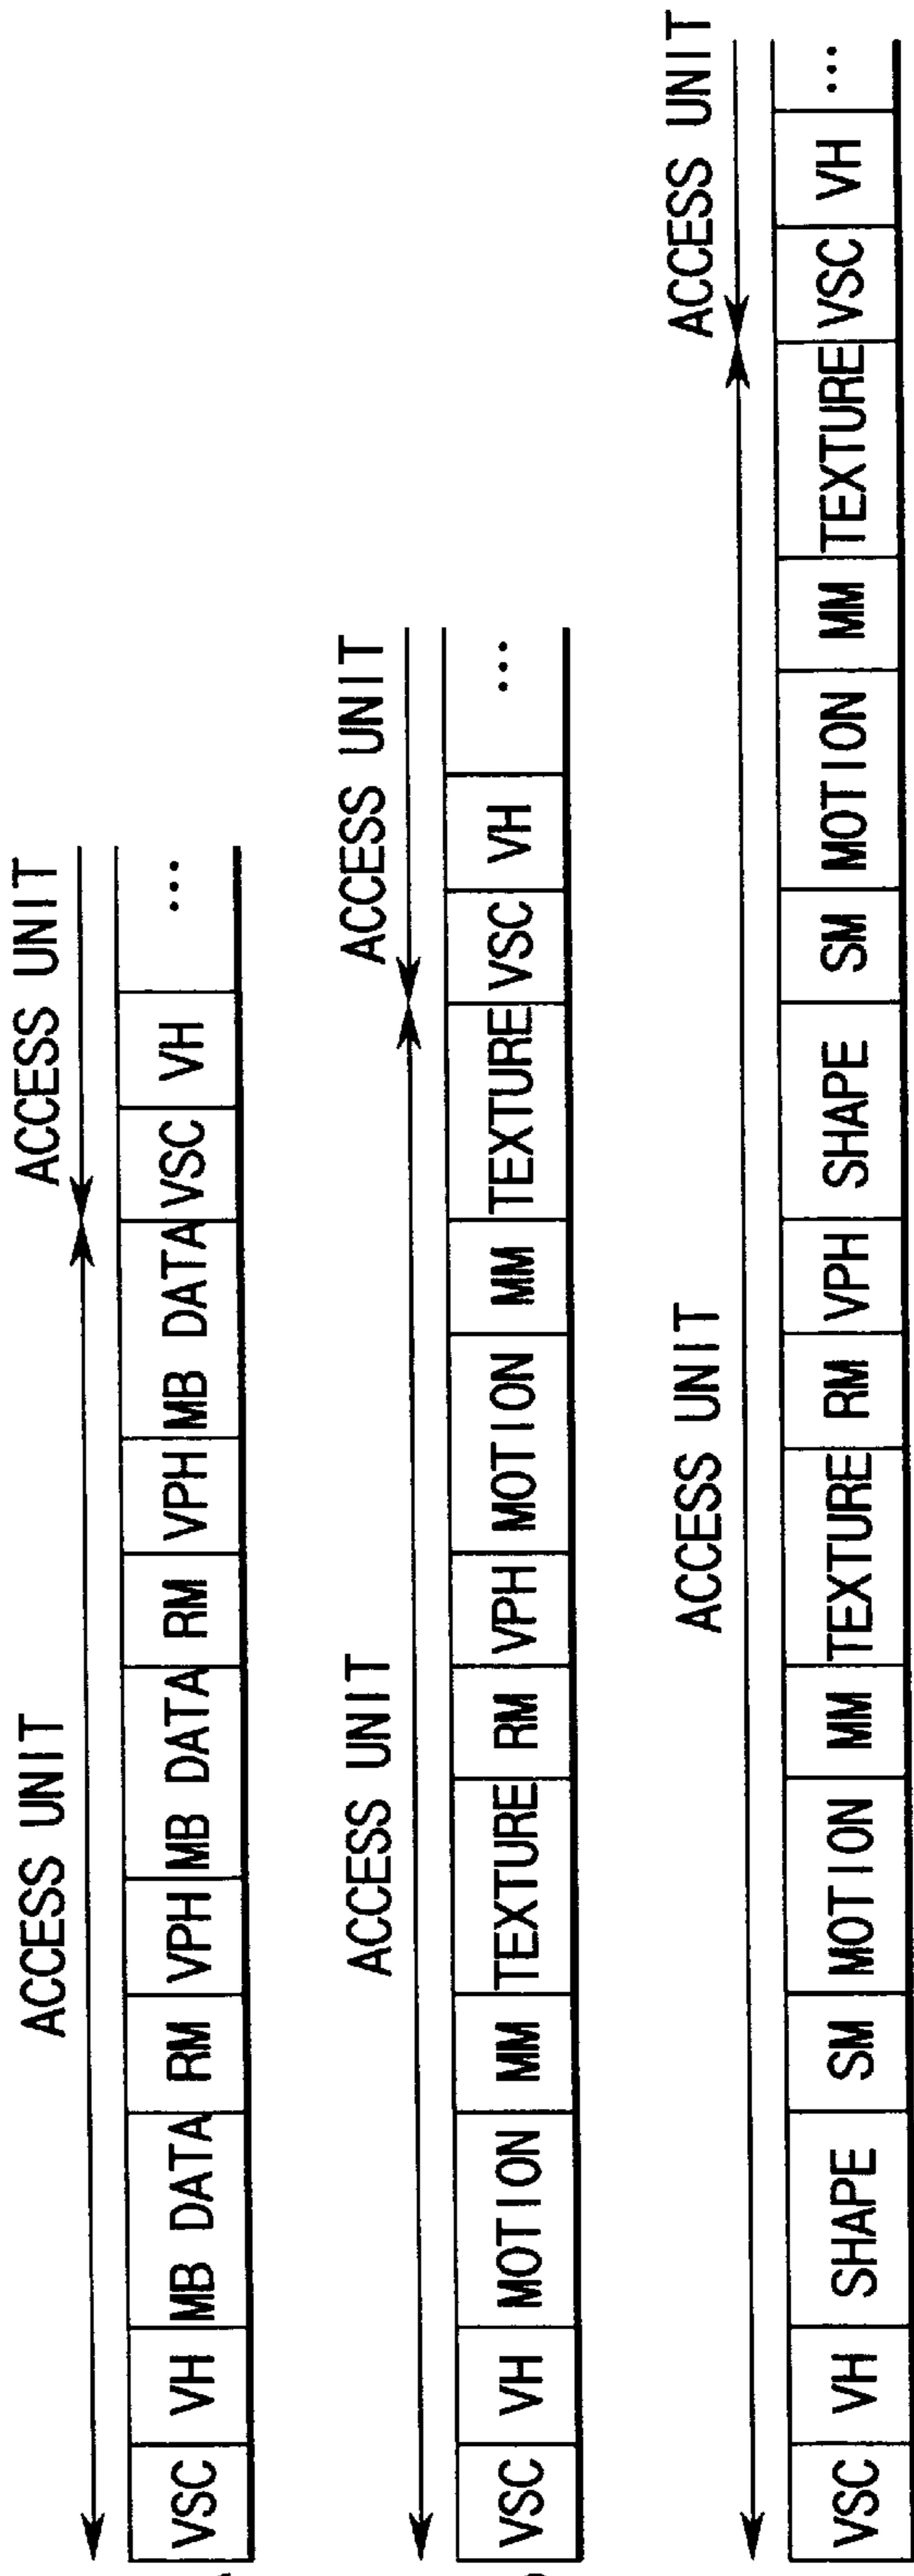 ACCESS UNIT ACCESS UNIT
VSC VH MB DATA RM VPH MB DATA RM VPH MB DATA VSC VH ...
ACCESS UNIT ACCESS UNIT
VSC VH MOTION MM TEXTURE RM VPH MOTION MM TEXTURE VSC VH ...
ACCESS UNIT ACCESS UNIT
VSC VH SHAPE SM MOTION MM TEXTURE RM VPH SHAPE SM MOTION MM TEXTURE VSC VH ...